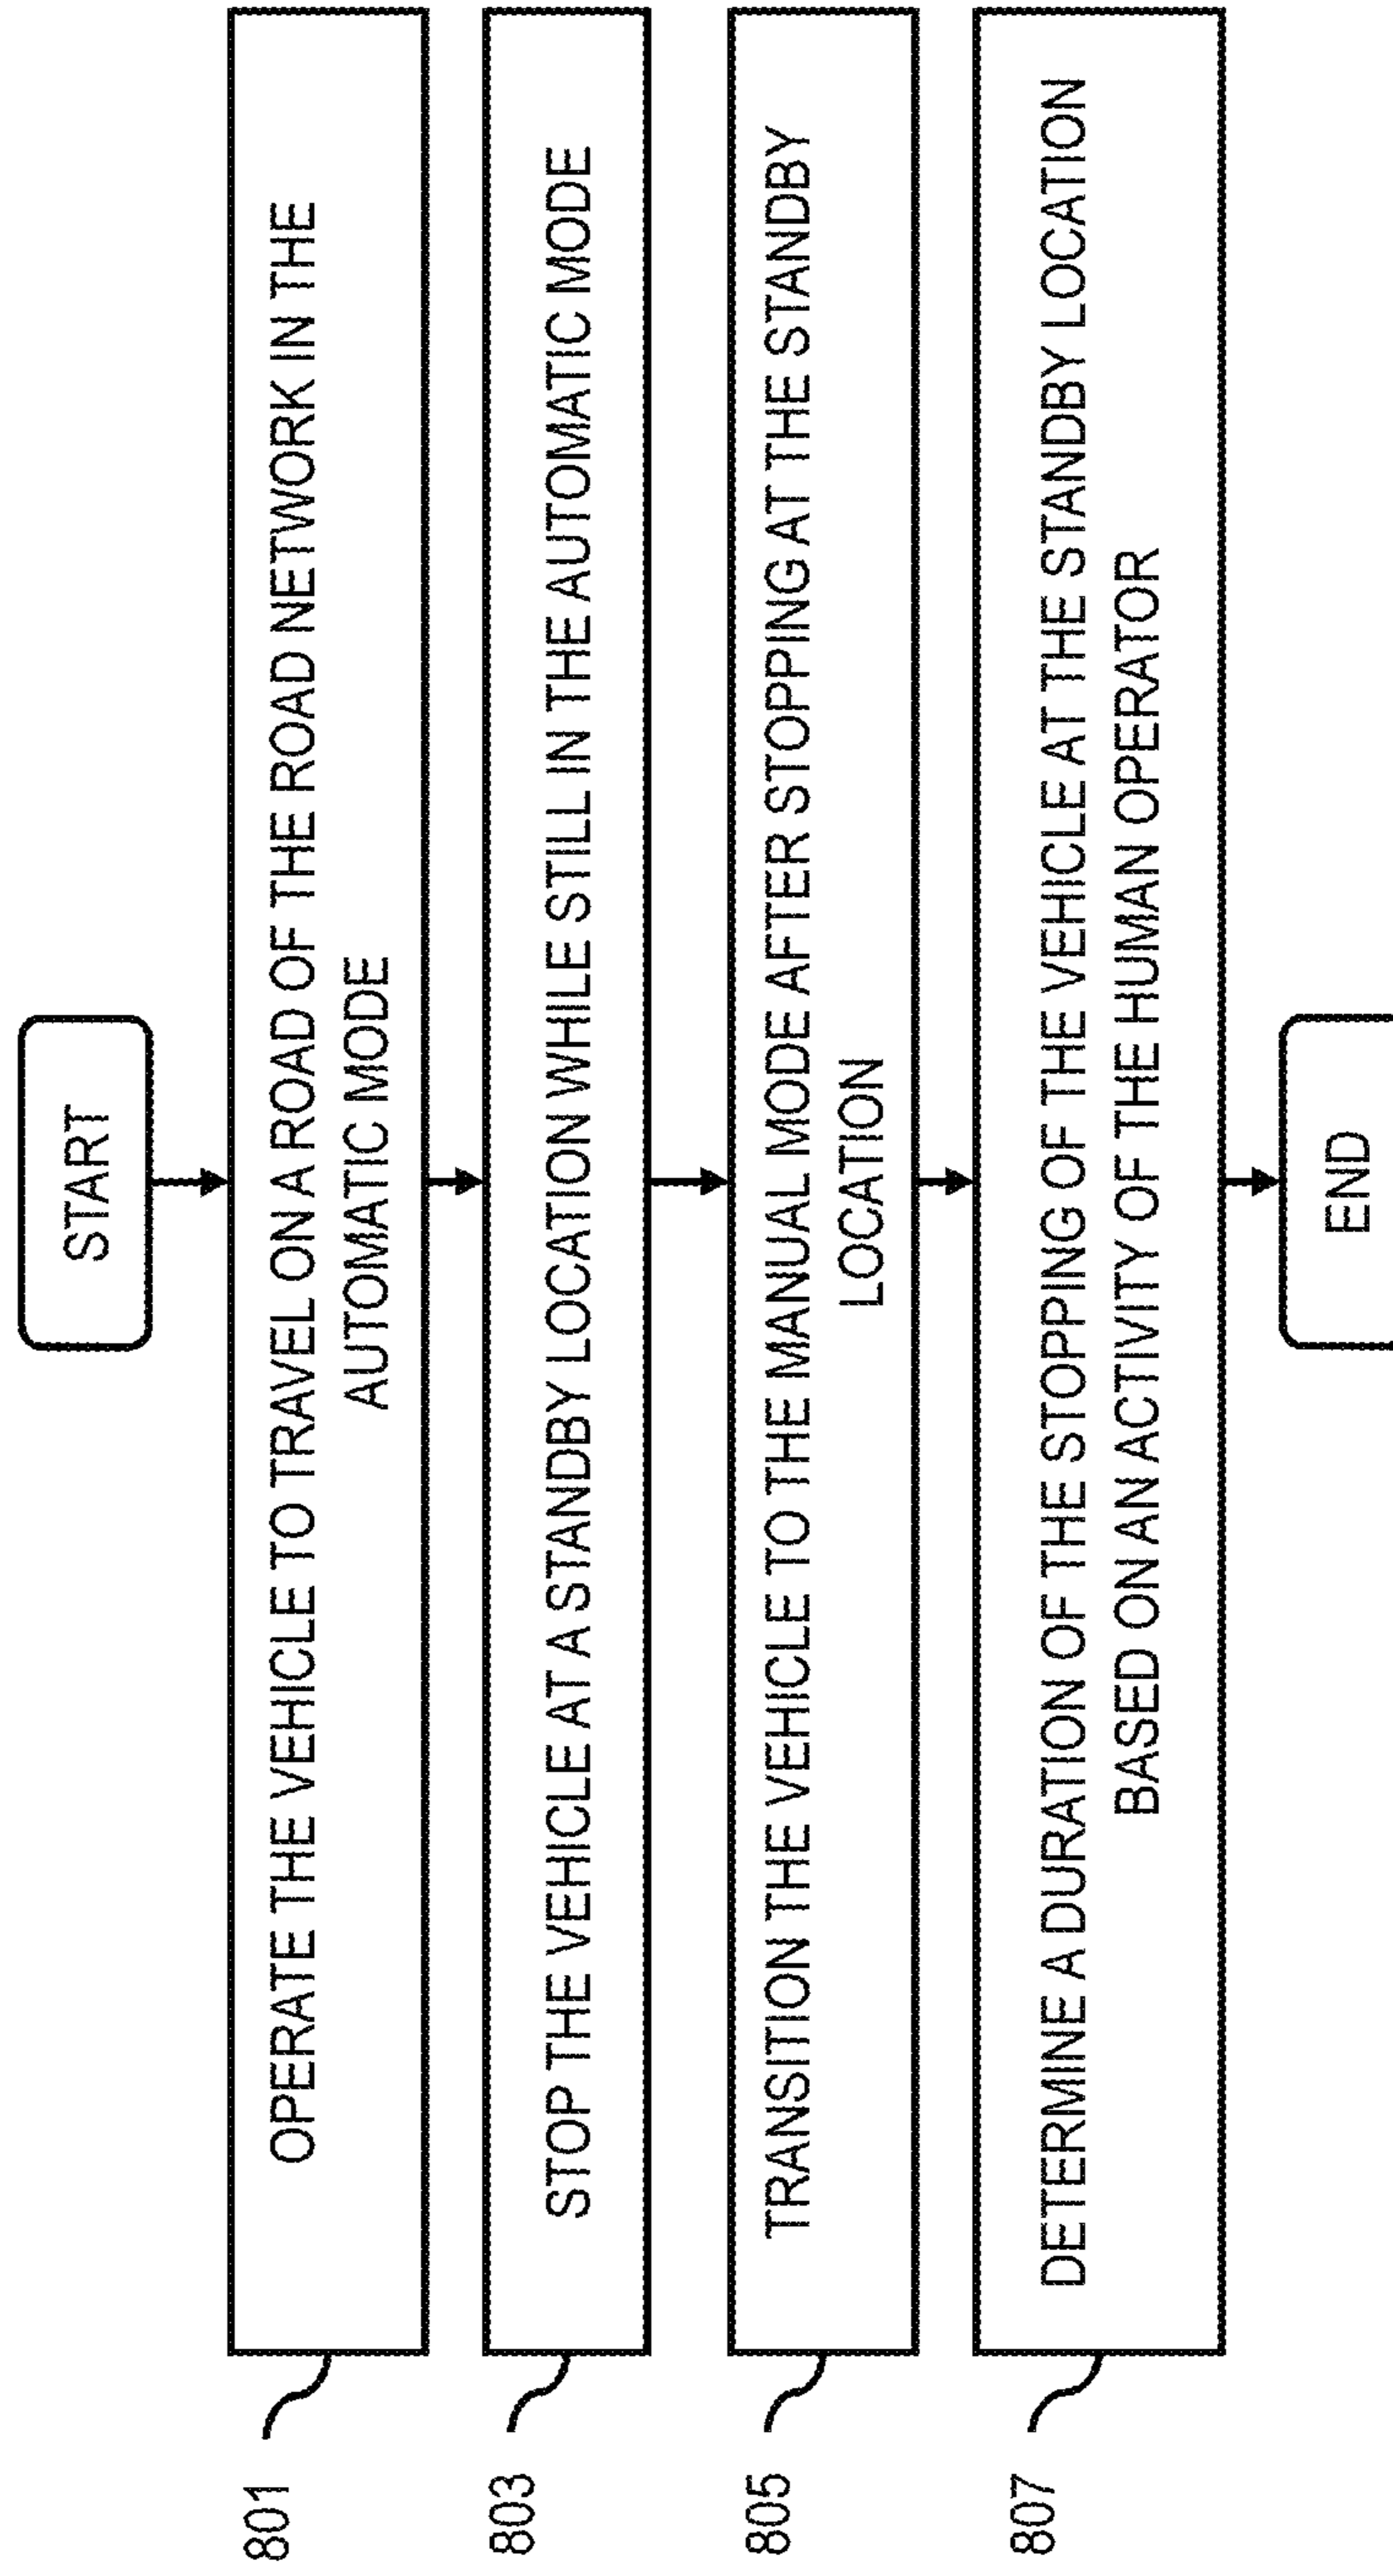 START
801
OPERATE THE VEHICLE TO TRAVEL ON A ROAD OF THE ROAD NETWORK IN THE
AUTOMATIC MODE
803
STOP THE VEHICLE AT A STANDBY LOCATION WHILE STILL IN THE AUTOMATIC MODE
805
TRANSITION THE VEHICLE TO THE MANUAL MODE AFTER STOPPING AT THE STANDBY
LOCATION
807
DETERMINE A DURATION OF THE STOPPING OF THE VEHICLE AT THE STANDBY LOCATION
BASED ON AN ACTIVITY OF THE HUMAN OPERATOR
END